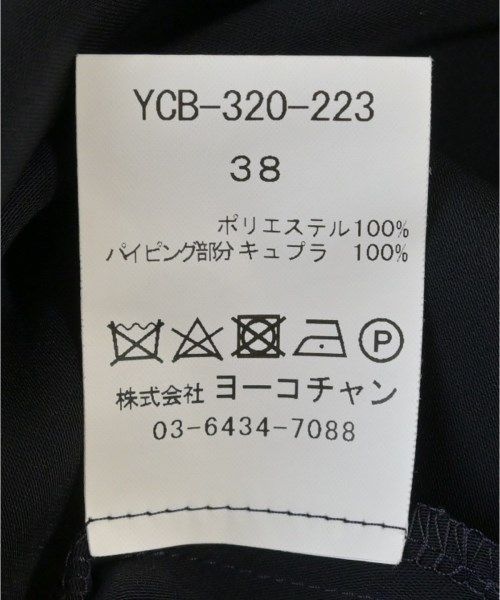 YCB-320-223
38
ポリエステル100%
パイピング部分 キュプラ 100%
P
株式会社 ヨーコチャン
03-6434-7088